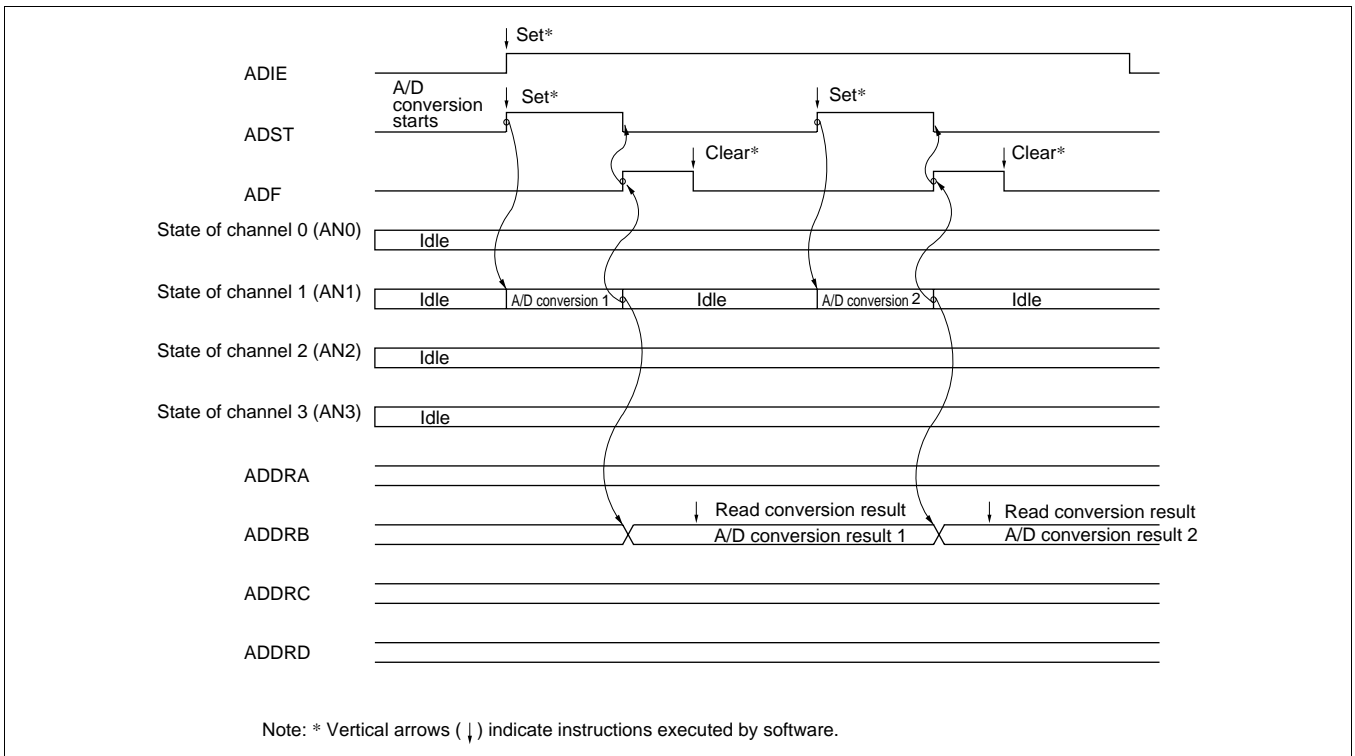 Set*
ADIE
A/D
conversion
starts
Set*
Set*
ADST
Clear*
Clear*
ADF
State of channel 0 (AN0)
Idle
State of channel 1 (AN1)
Idle
A/D conversion 1
Idle
A/D conversion 2
Idle
State of channel 2 (AN2)
Idle
State of channel 3 (AN3)
Idle
ADDRA
Read conversion result
Read conversion result
ADDRB
A/D conversion result 1
A/D conversion result 2
ADDRC
ADDRD
Note: * Vertical arrows (↓) indicate instructions executed by software.